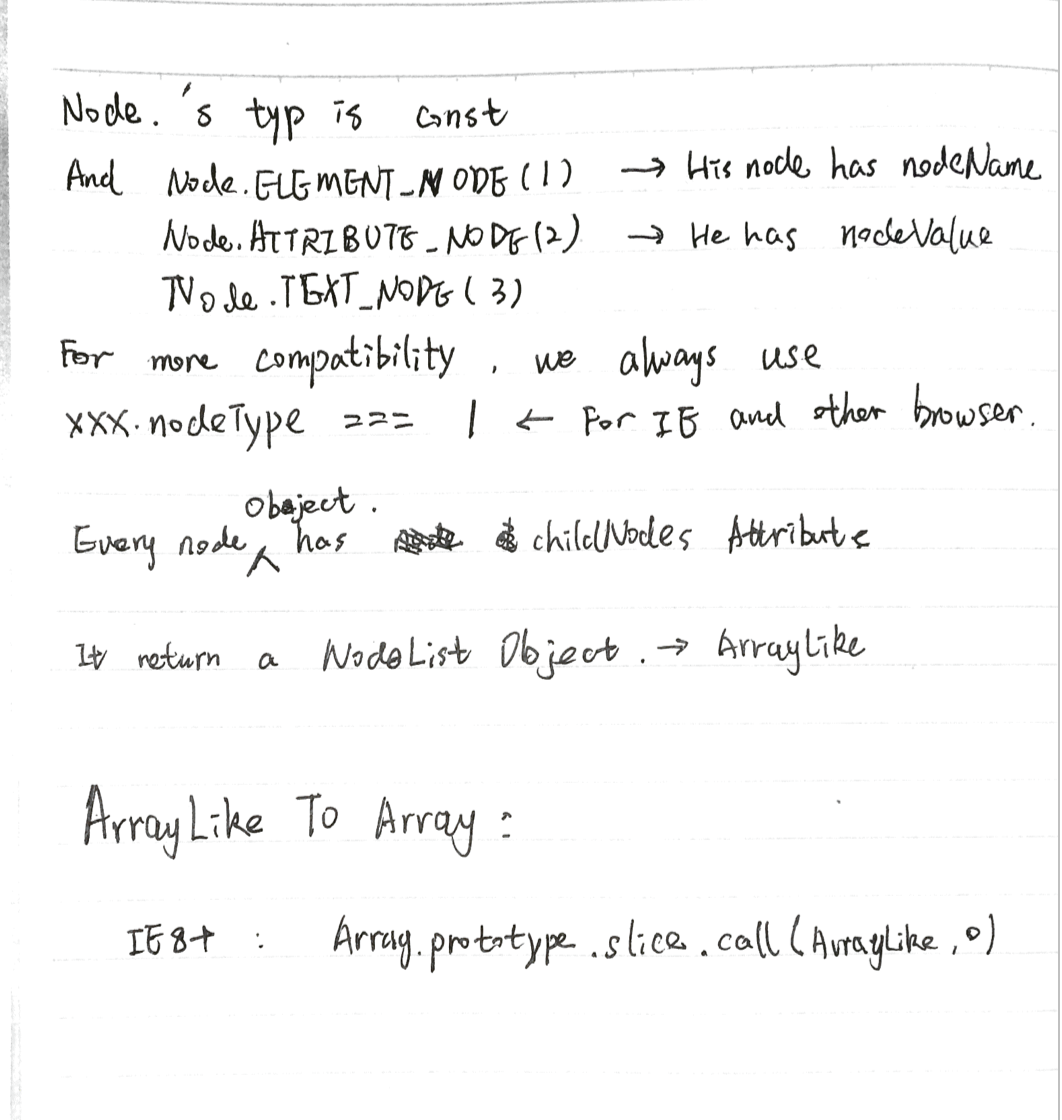 Node.'s typ is const
And Node.ELEMENT_NODE(1) → His node has nodeName
Node.ATTRIBUTE_NODE(2) → He has nodeValue
Node.TEXT_NODE(3)
For more compatibility, we always use
xxx.nodeType === 1 ← For IE and other browser.
Object.
Every node has childNodes Attribute
It return a NodeList Object. → ArrayLike
ArrayLike To Array:
IE8+ : Array.prototype.slice.call(ArrayLike,0)